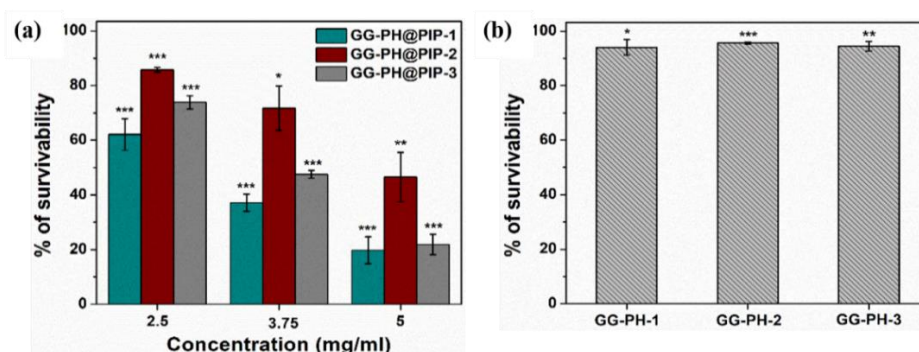 (a)
% of survivability
100
80
60
40
20
0
GG-PH@PIP-1
GG-PH@PIP-2
GG-PH@PIP-3
*** *** ***
*** * ***
*** ** ***
2.5 3.75 5
Concentration (mg/ml)
(b)
% of survivability
100
80
60
40
20
0
* *** **
GG-PH-1 GG-PH-2 GG-PH-3